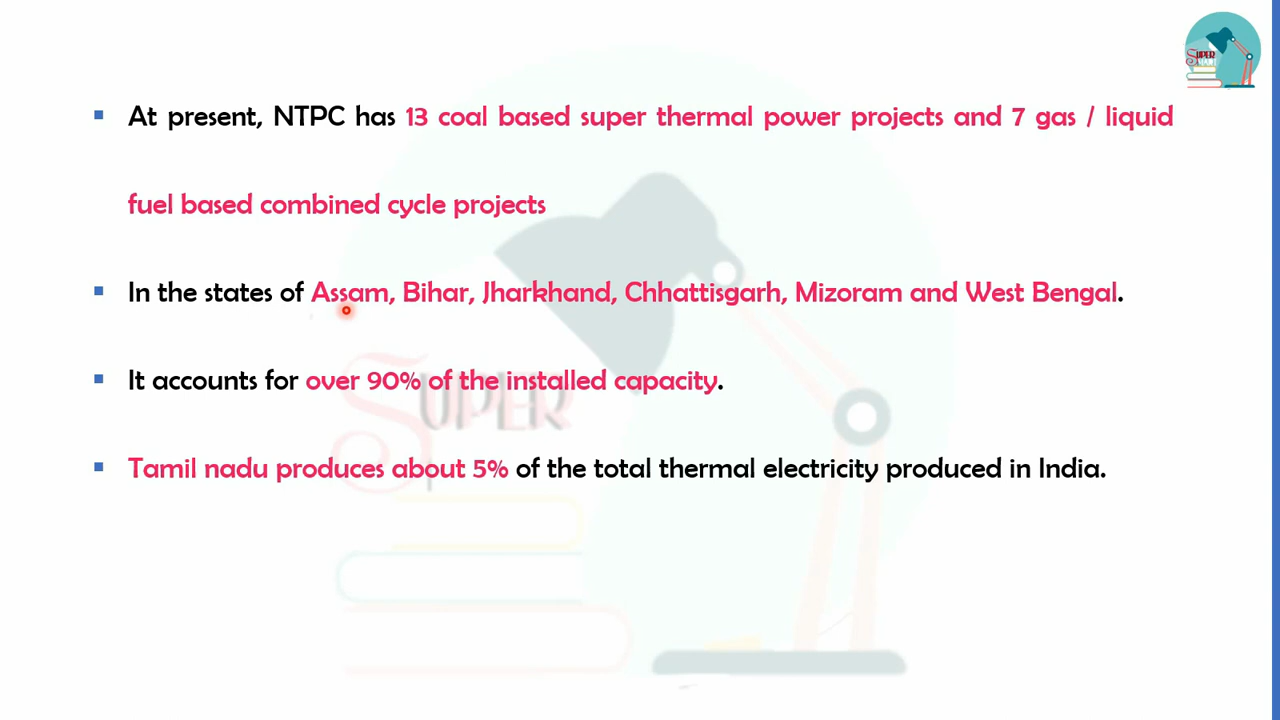 At present, NTPC has 13 coal based super thermal power projects and 7 gas / liquid
fuel based combined cycle projects
In the states of Assam, Bihar, Jharkhand, Chhattisgarh, Mizoram and West Bengal.
It accounts for over 90% of the installed capacity.
Tamil nadu produces about 5% of the total thermal electricity produced in India.
SUPER